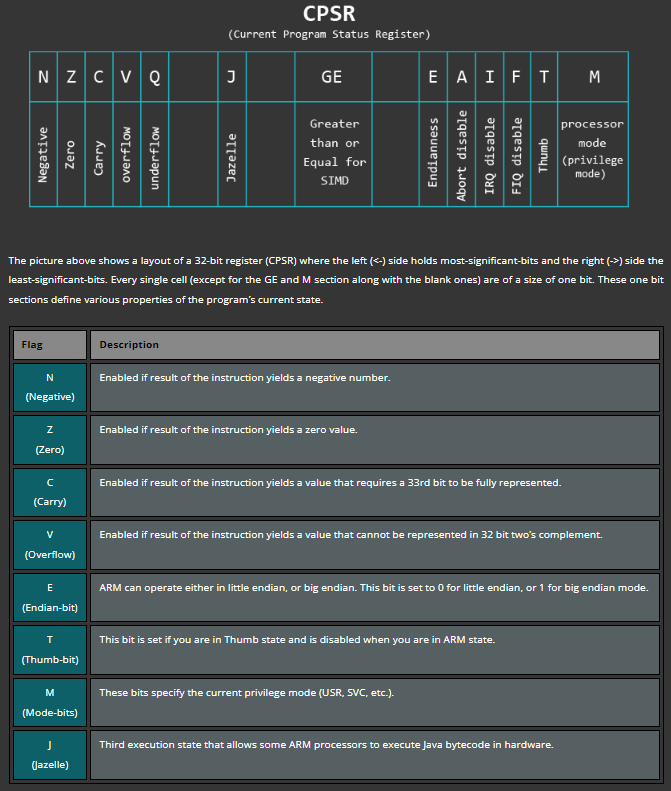 CPSR
(Current Program Status Register)
N Z C V Q J GE E A I F T M
Negative
Zero
Carry
overflow
underflow
Jazelle
Greater
than or
Equal for
SIMD
Endianness
Abort disable
IRQ disable
FIQ disable
Thumb
processor
mode
(privilege
mode)
The picture above shows a layout of a 32-bit register (CPSR) where the left (<-) side holds most-significant-bits and the right (->) side the
least-significant-bits. Every single cell (except for the GE and M section along with the blank ones) are of a size of one bit. These one bit
sections define various properties of the program's current state.
Flag Description
N
(Negative)
Enabled if result of the instruction yields a negative number.
Z
(Zero)
Enabled if result of the instruction yields a zero value.
C
(Carry)
Enabled if result of the instruction yields a value that requires a 33rd bit to be fully represented.
V
(Overflow)
Enabled if result of the instruction yields a value that cannot be represented in 32 bit two's complement.
E
(Endian-bit)
ARM can operate either in little endian, or big endian. This bit is set to 0 for little endian, or 1 for big endian mode.
T
(Thumb-bit)
This bit is set if you are in Thumb state and is disabled when you are in ARM state.
M
(Mode-bits)
These bits specify the current privilege mode (USR, SVC, etc.).
J
(Jazelle)
Third execution state that allows some ARM processors to execute Java bytecode in hardware.